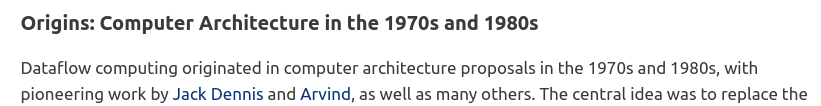 Origins: Computer Architecture in the 1970s and 1980s
Dataflow computing originated in computer architecture proposals in the 1970s and 1980s, with
pioneering work by Jack Dennis and Arvind, as well as many others. The central idea was to replace the